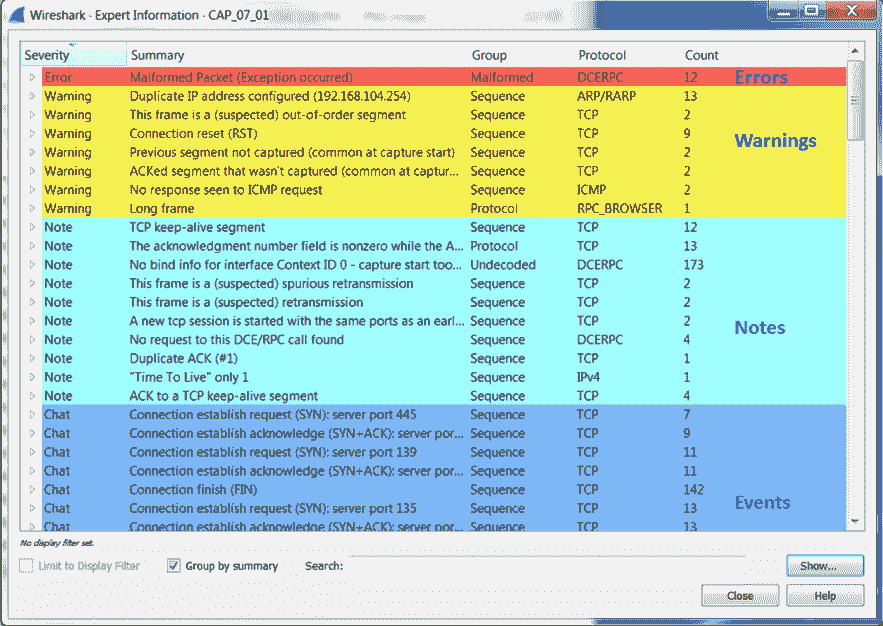 Wireshark · Expert Information · CAP_07_01
Severity Summary Group Protocol Count
Error Malformed Packet (Exception occurred) Malformed DCERPC 12 Errors
Warning Duplicate IP address configured (192.168.104.254) Sequence ARP/RARP 13
Warning This frame is a (suspected) out-of-order segment Sequence TCP 2
Warning Connection reset (RST) Sequence TCP 9 Warnings
Warning Previous segment not captured (common at capture start) Sequence TCP 2
Warning ACKed segment that wasn't captured (common at captur... Sequence TCP 2
Warning No response seen to ICMP request Sequence ICMP 2
Warning Long frame Protocol RPC_BROWSER 1
Note TCP keep-alive segment Sequence TCP 12
Note The acknowledgment number field is nonzero while the A... Protocol TCP 13
Note No bind info for interface Context ID 0 - capture start too... Undecoded DCERPC 173
Note This frame is a (suspected) spurious retransmission Sequence TCP 2
Note This frame is a (suspected) retransmission Sequence TCP 2
Note A new tcp session is started with the same ports as an earl... Sequence TCP 2 Notes
Note No request to this DCE/RPC call found Sequence DCERPC 4
Note Duplicate ACK (#1) Sequence TCP 1
Note "Time To Live" only 1 Sequence IPv4 1
Note ACK to a TCP keep-alive segment Sequence TCP 4
Chat Connection establish request (SYN): server port 445 Sequence TCP 7
Chat Connection establish acknowledge (SYN+ACK): server por... Sequence TCP 9
Chat Connection establish request (SYN): server port 139 Sequence TCP 11
Chat Connection establish acknowledge (SYN+ACK): server por... Sequence TCP 11
Chat Connection finish (FIN) Sequence TCP 142
Chat Connection establish request (SYN): server port 135 Sequence TCP 13 Events
Chat Connection establish acknowledge (SYN+ACK): server por... Sequence TCP 13
No display filter set.
Limit to Display Filter Group by summary Search: Show...
Close Help